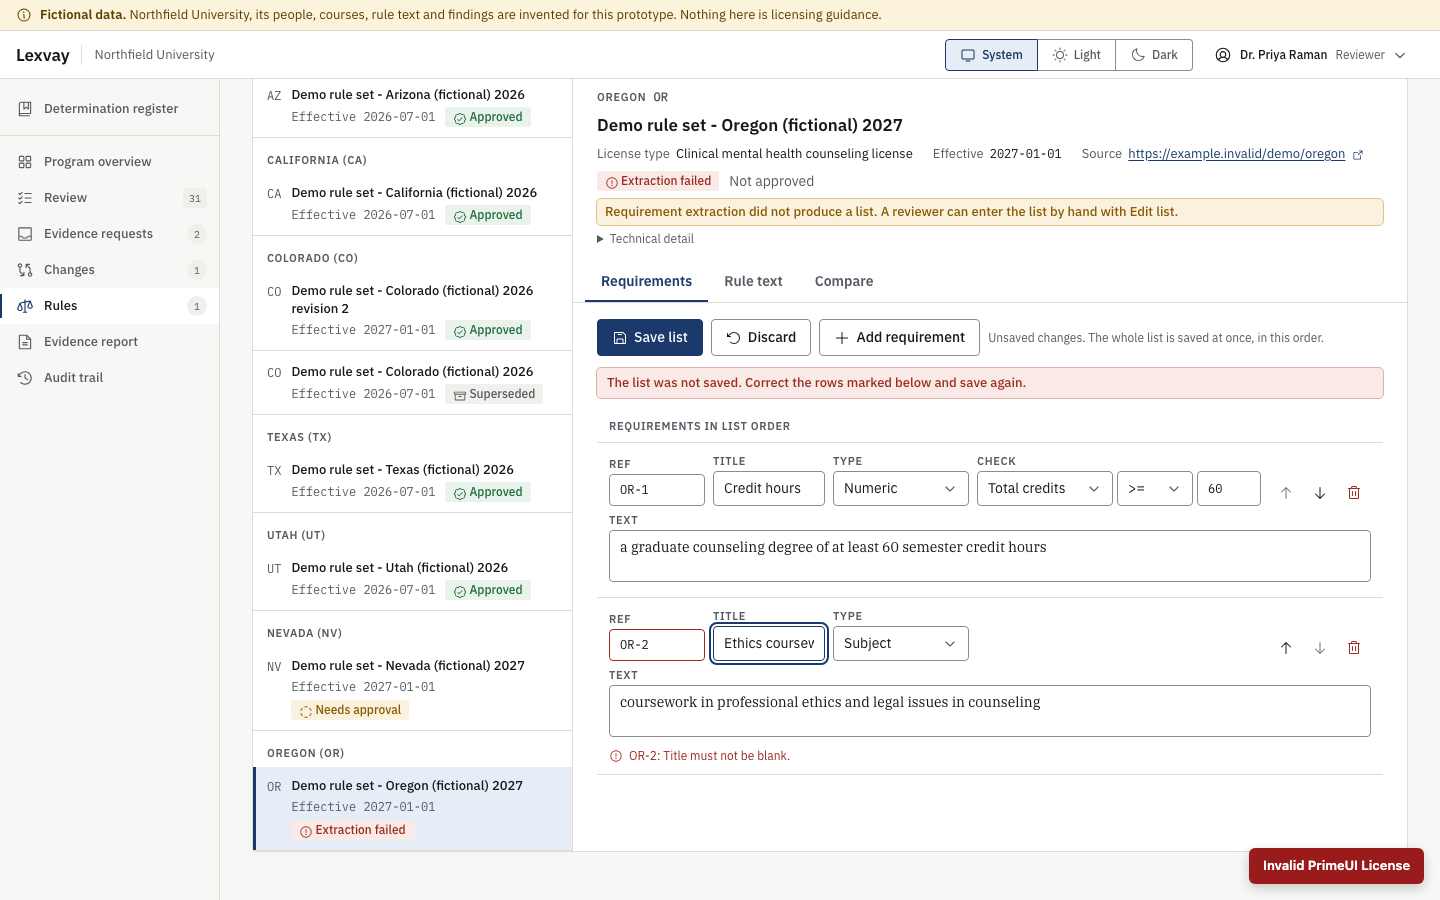 Fictional data. Northfield University, its people, courses, rule text and findings are invented for this prototype. Nothing here is licensing guidance.
Lexvay
Northfield University
System
Light
Dark
Dr. Priya Raman
Reviewer
Determination register
Program overview
Review
31
Evidence requests
2
Changes
1
Rules
1
Evidence report
Audit trail
AZ
Demo rule set - Arizona (fictional) 2026
Effective 2026-07-01
Approved
CALIFORNIA (CA)
CA
Demo rule set - California (fictional) 2026
Effective 2026-07-01
Approved
COLORADO (CO)
CO
Demo rule set - Colorado (fictional) 2026
revision 2
Effective 2027-01-01
Approved
CO
Demo rule set - Colorado (fictional) 2026
Effective 2026-07-01
Superseded
TEXAS (TX)
TX
Demo rule set - Texas (fictional) 2026
Effective 2026-07-01
Approved
UTAH (UT)
UT
Demo rule set - Utah (fictional) 2026
Effective 2026-07-01
Approved
NEVADA (NV)
NV
Demo rule set - Nevada (fictional) 2027
Effective 2027-01-01
Needs approval
OREGON (OR)
OR
Demo rule set - Oregon (fictional) 2027
Effective 2027-01-01
Extraction failed
OREGON OR
Demo rule set - Oregon (fictional) 2027
License type Clinical mental health counseling license
Effective 2027-01-01
Source https://example.invalid/demo/oregon
Extraction failed
Not approved
Requirement extraction did not produce a list. A reviewer can enter the list by hand with Edit list.
Technical detail
Requirements
Rule text
Compare
Save list
Discard
Add requirement
Unsaved changes. The whole list is saved at once, in this order.
The list was not saved. Correct the rows marked below and save again.
REQUIREMENTS IN LIST ORDER
REF
TITLE
TYPE
CHECK
OR-1
Credit hours
Numeric
Total credits
>=
60
TEXT
a graduate counseling degree of at least 60 semester credit hours
REF
TITLE
TYPE
OR-2
Ethics coursew
Subject
TEXT
coursework in professional ethics and legal issues in counseling
OR-2: Title must not be blank.
Invalid PrimeUI License